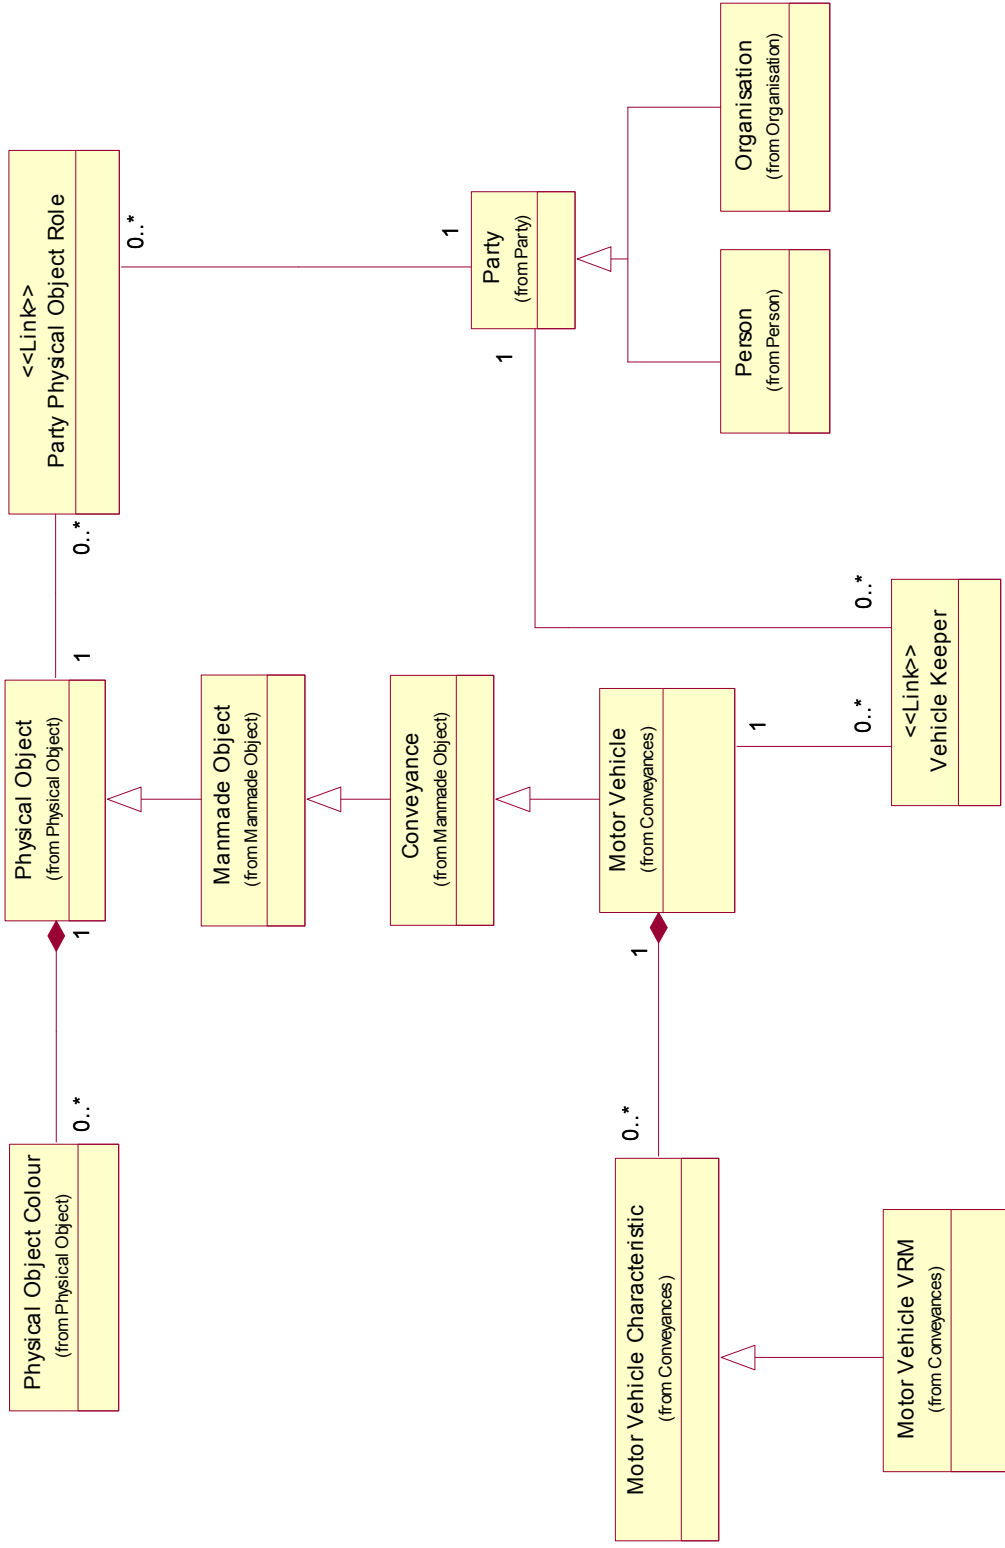 Physical Object Colour
(from Physical Object)
0..*
1
Physical Object
(from Physical Object)
1
0..*
<<Link>>
Party Physical Object Role
0..*
Manmade Object
(from Manmade Object)
Conveyance
(from Manmade Object)
1
Party
(from Party)
1
Motor Vehicle Characteristic
(from Conveyances)
0..*
1
Motor Vehicle
(from Conveyances)
1
Person
(from Person)
Organisation
(from Organisation)
0..*
0..*
Motor Vehicle VRM
(from Conveyances)
<<Link>>
Vehicle Keeper